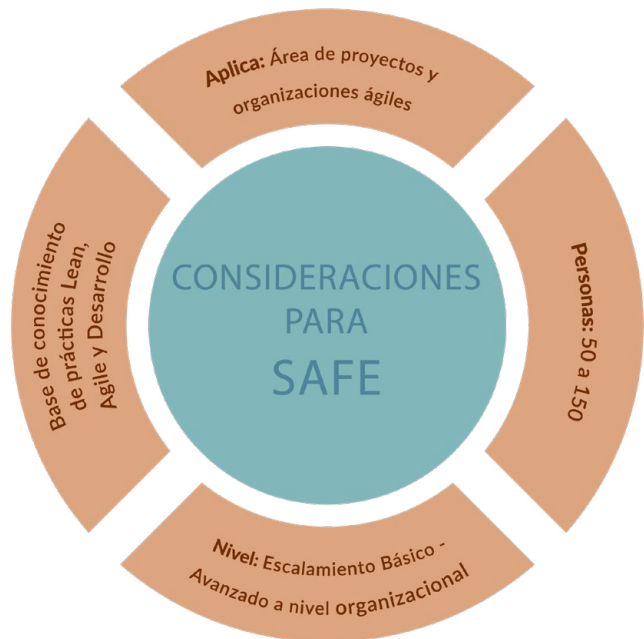 Aplica: Área de proyectos y
organizaciones ágiles
Personas: 50 a 150
Nivel: Escalamiento Básico -
Avanzado a nivel organizacional
Base de conocimiento
de prácticas Lean,
Agile y Desarrollo
CONSIDERACIONES
PARA
SAFE